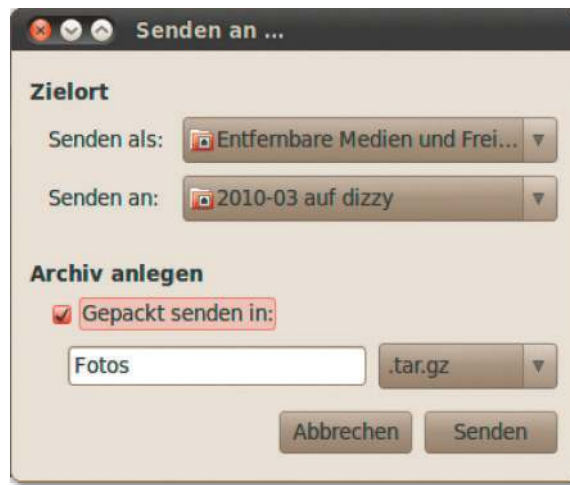 Senden an ...
Zielort
Senden als: Entfernbare Medien und Frei...
Senden an: 2010-03 auf dizzy
Archiv anlegen
Gepackt senden in:
Fotos .tar.gz
Abbrechen Senden